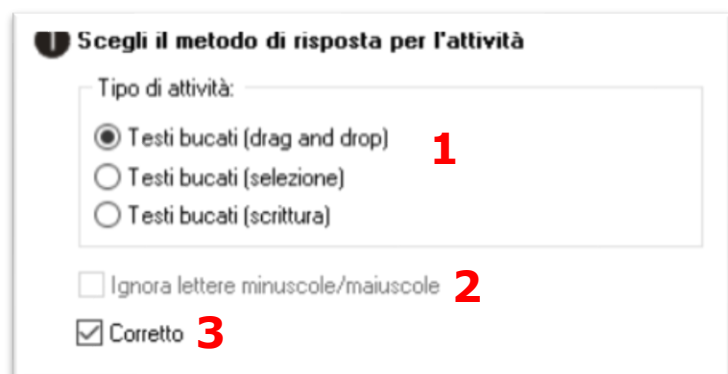 1 Scegli il metodo di risposta per l'attività
Tipo di attività:
Testi bucati (drag and drop) 1
Testi bucati (selezione)
Testi bucati (scrittura)
Ignora lettere minuscole/maiuscole 2
Corretto 3